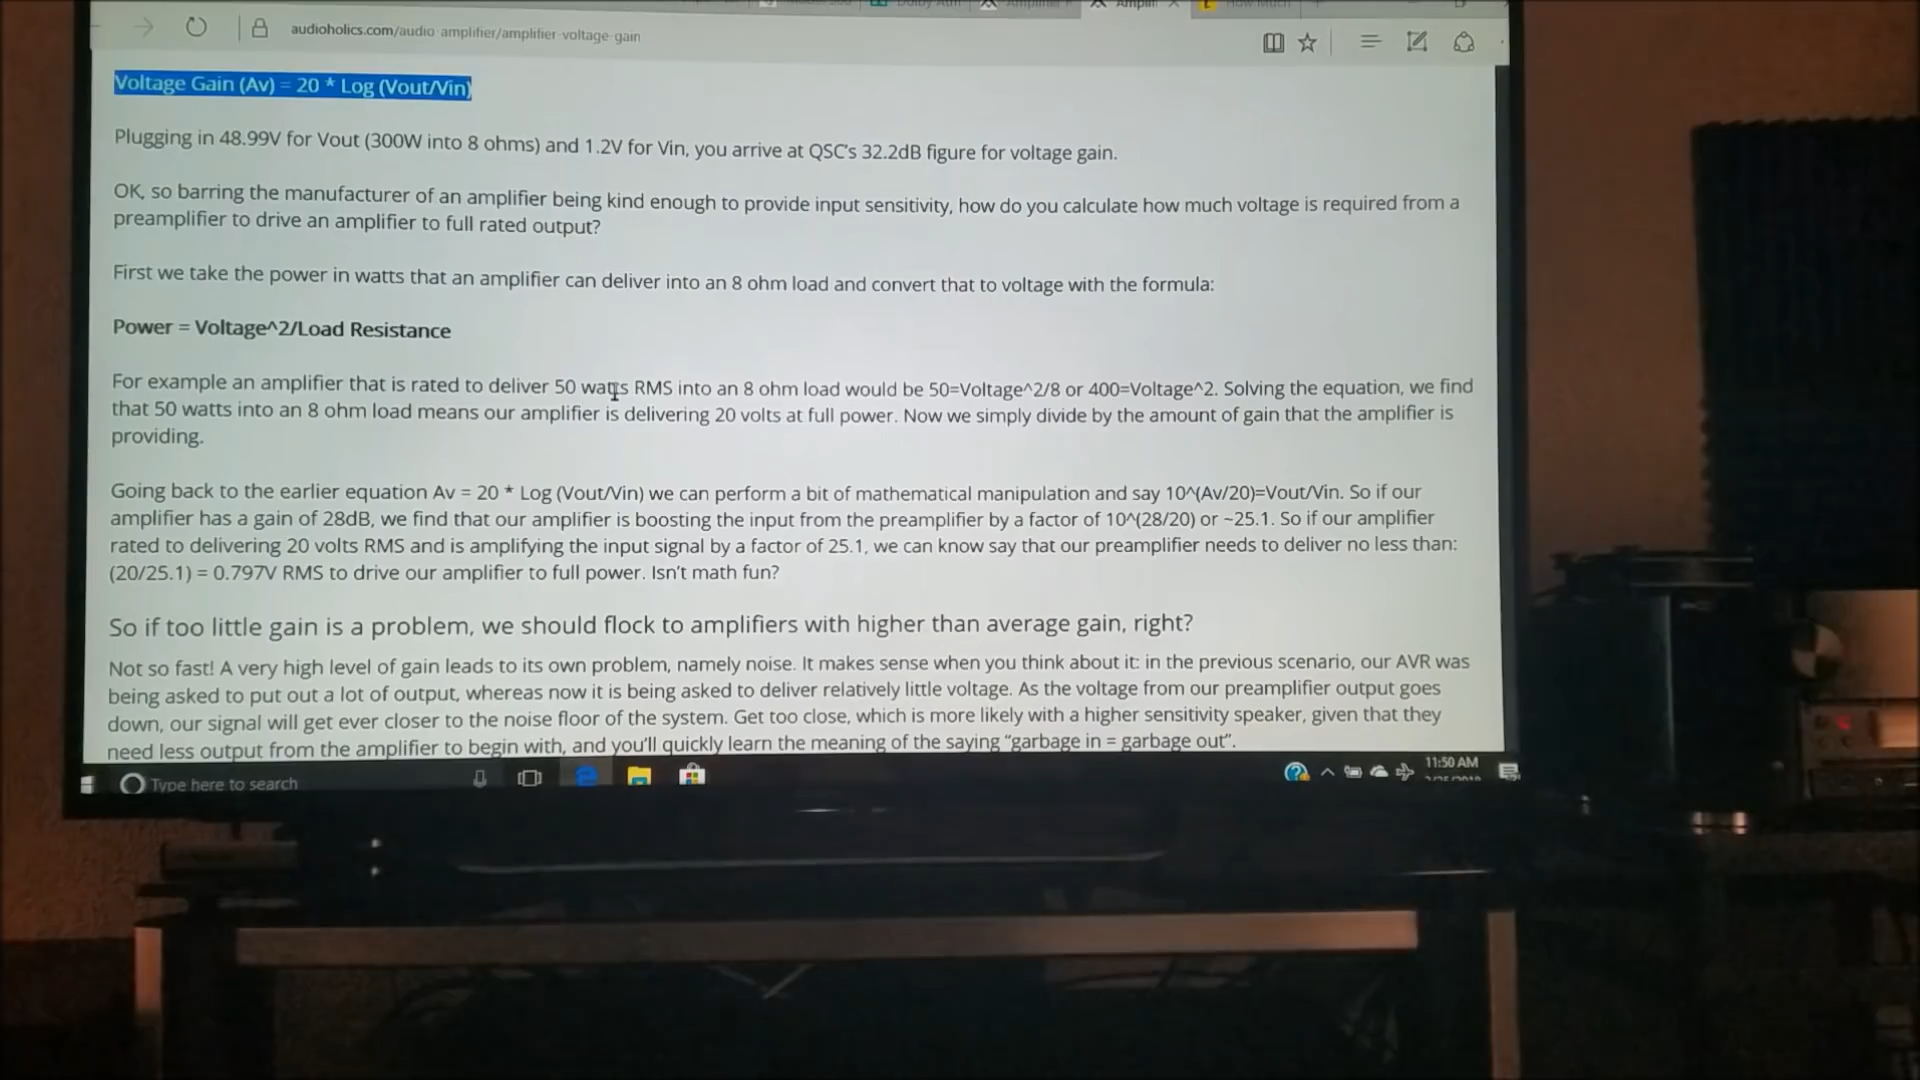 audioholics.com/audio-amplifier/amplifier-voltage-gain
Voltage Gain (Av) = 20 * Log (Vout/Vin)
Plugging in 48.99V for Vout (300W into 8 ohms) and 1.2V for Vin, you arrive at QSC's 32.2dB figure for voltage gain.
OK, so barring the manufacturer of an amplifier being kind enough to provide input sensitivity, how do you calculate how much voltage is required from a
preamplifier to drive an amplifier to full rated output?
First we take the power in watts that an amplifier can deliver into an 8 ohm load and convert that to voltage with the formula:
Power = Voltage^2/Load Resistance
For example an amplifier that is rated to deliver 50 watts RMS into an 8 ohm load would be 50=Voltage^2/8 or 400=Voltage^2. Solving the equation, we find
that 50 watts into an 8 ohm load means our amplifier is delivering 20 volts at full power. Now we simply divide by the amount of gain that the amplifier is
providing.
Going back to the earlier equation Av = 20 * Log (Vout/Vin) we can perform a bit of mathematical manipulation and say 10^(Av/20)=Vout/Vin. So if our
amplifier has a gain of 28dB, we find that our amplifier is boosting the input from the preamplifier by a factor of 10^(28/20) or ~25.1. So if our amplifier
rated to delivering 20 volts RMS and is amplifying the input signal by a factor of 25.1, we can know say that our preamplifier needs to deliver no less than:
(20/25.1) = 0.797V RMS to drive our amplifier to full power. Isn't math fun?
So if too little gain is a problem, we should flock to amplifiers with higher than average gain, right?
Not so fast! A very high level of gain leads to its own problem, namely noise. It makes sense when you think about it: in the previous scenario, our AVR was
being asked to put out a lot of output, whereas now it is being asked to deliver relatively little voltage. As the voltage from our preamplifier output goes
down, our signal will get ever closer to the noise floor of the system. Get too close, which is more likely with a higher sensitivity speaker, given that they
need less output from the amplifier to begin with, and you'll quickly learn the meaning of the saying "garbage in = garbage out".
Type here to search
11:50 AM